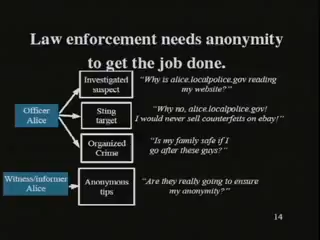 Law enforcement needs anonymity
to get the job done.
Officer
Alice
Investigated
suspect
"Why is alice.localpolice.gov reading
my website?"
Sting
target
"Why no, alice.localpolice.gov!
I would never sell counterfeits on ebay!"
Organized
Crime
"Is my family safe if I
go after these guys?"
Witness/informer
Alice
Anonymous
tips
"Are they really going to ensure
my anonymity?"
14